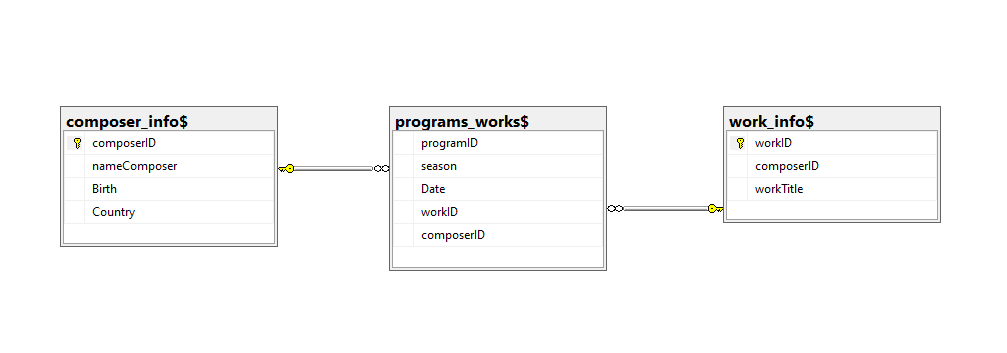 composer_info$
composerID
nameComposer
Birth
Country
programs_works$
programID
season
Date
workID
composerID
work_info$
workID
composerID
workTitle